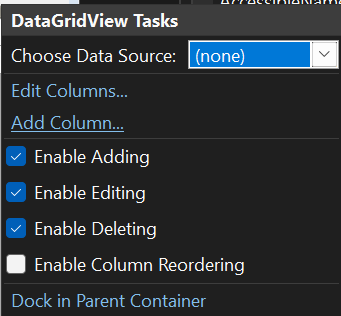 AccessibleName
DataGridView Tasks
Choose Data Source: (none)
Edit Columns...
Add Column...
Enable Adding
Enable Editing
Enable Deleting
Enable Column Reordering
Dock in Parent Container